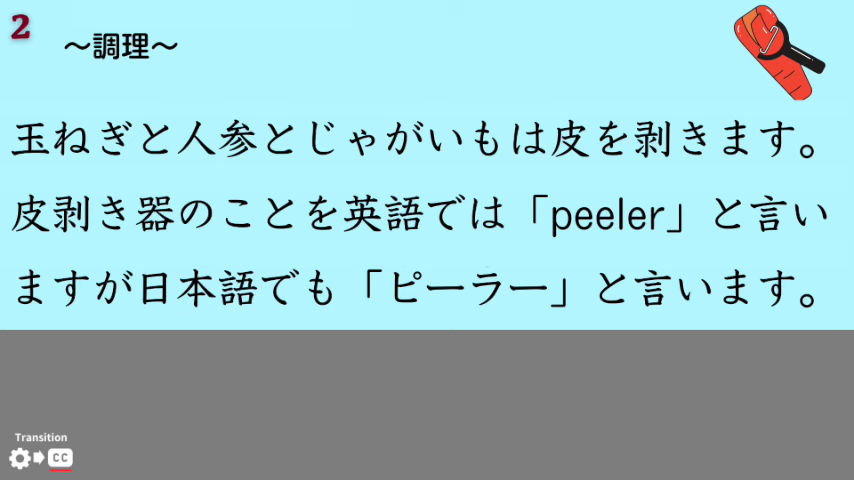 2
～調理～
玉ねぎと人参とじゃがいもは皮を剥きます。
皮剥き器のことを英語では「peeler」と言い
ますが日本語でも「ピーラー」と言います。
Transition
CC